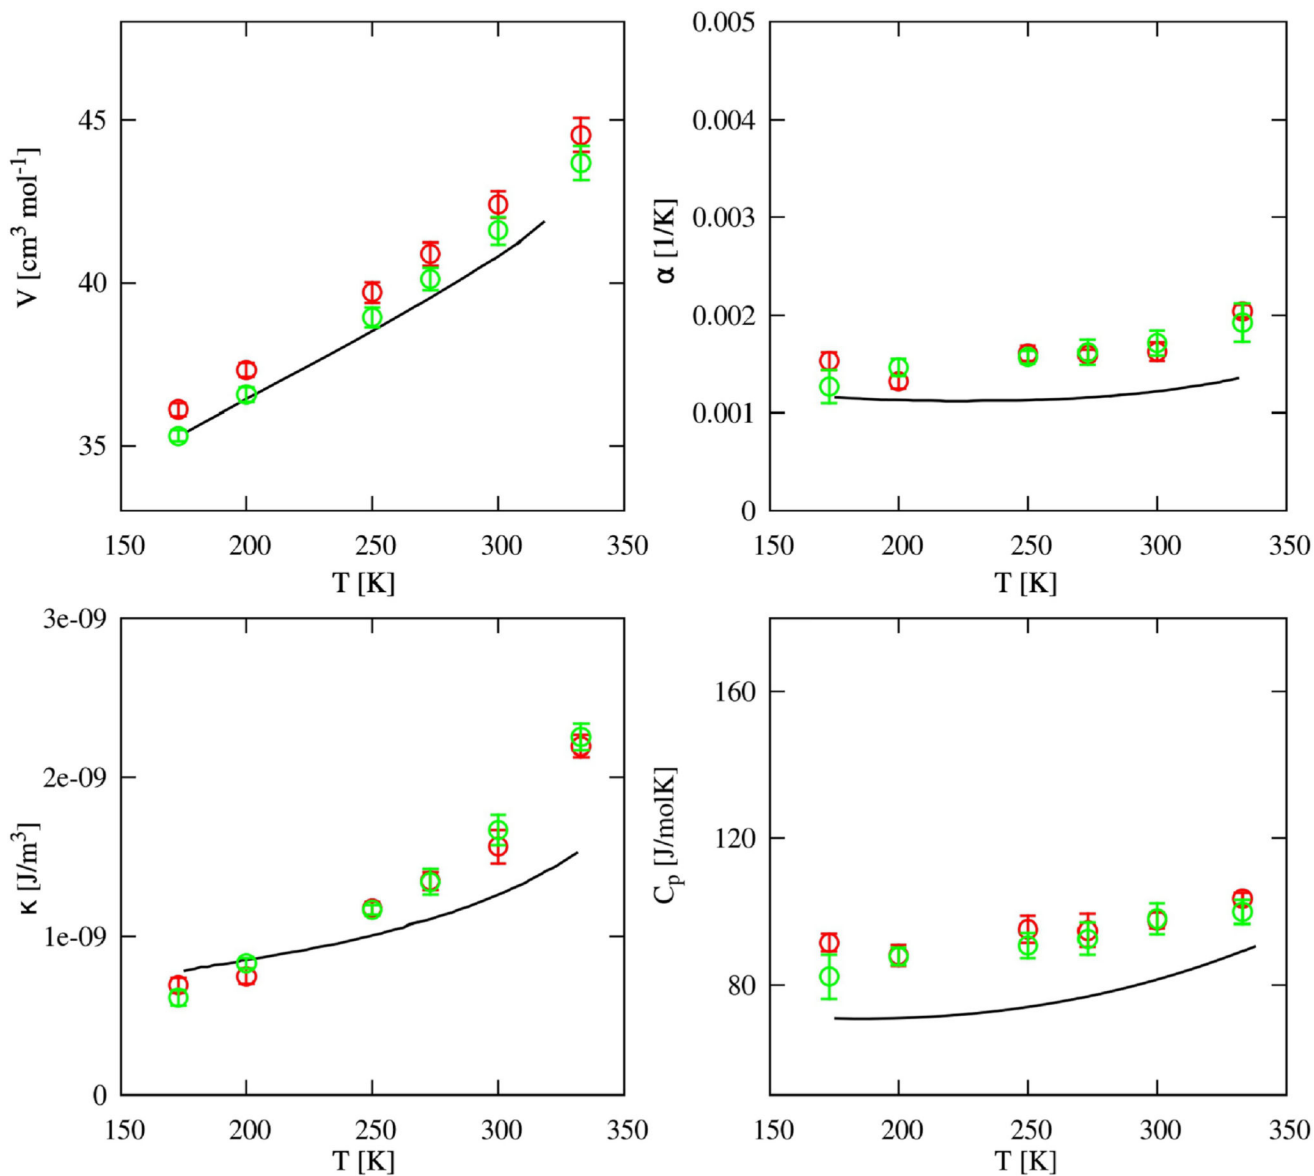 V [cm³ mol⁻¹]
45
40
35
150 200 250 300 350
T [K]
α [1/K]
0.005
0.004
0.003
0.002
0.001
0
150 200 250 300 350
T [K]
κ [J/m³]
3e-09
2e-09
1e-09
0
150 200 250 300 350
T [K]
Cₚ [J/molK]
160
120
80
150 200 250 300 350
T [K]